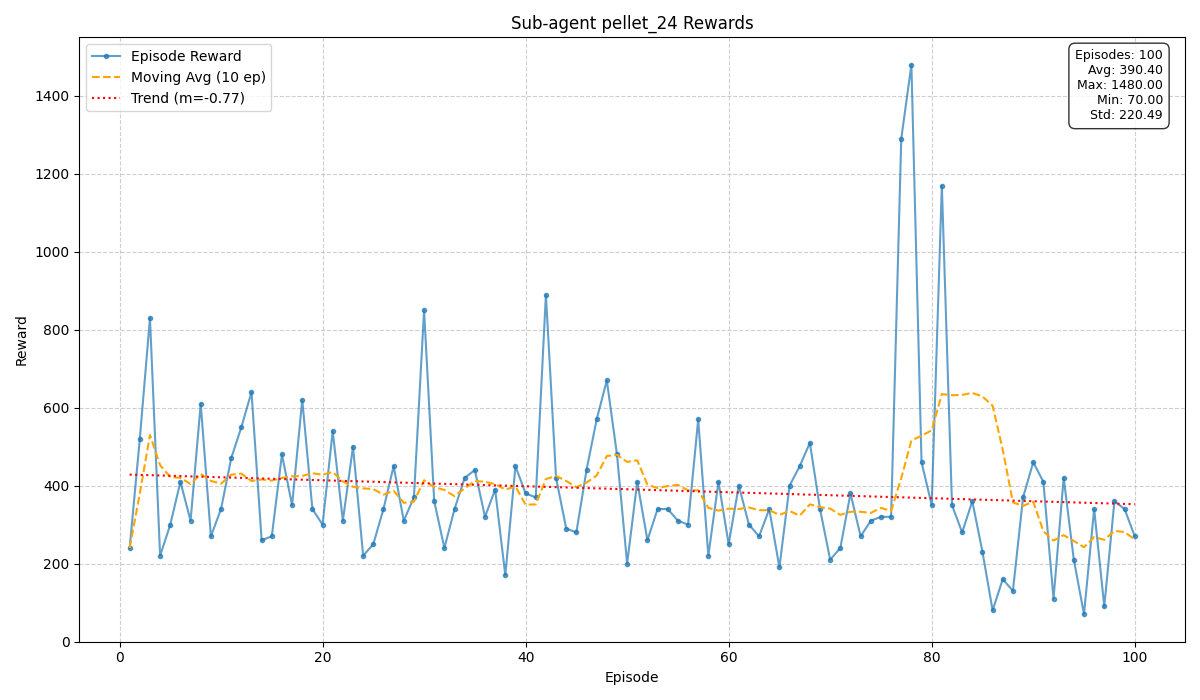 Sub-agent pellet_24 Rewards
Episode Reward
Moving Avg (10 ep)
Trend (m=-0.77)
Episodes: 100
Avg: 390.40
Max: 1480.00
Min: 70.00
Std: 220.49
Reward
1400
1200
1000
800
600
400
200
0
0 20 40 60 80 100
Episode